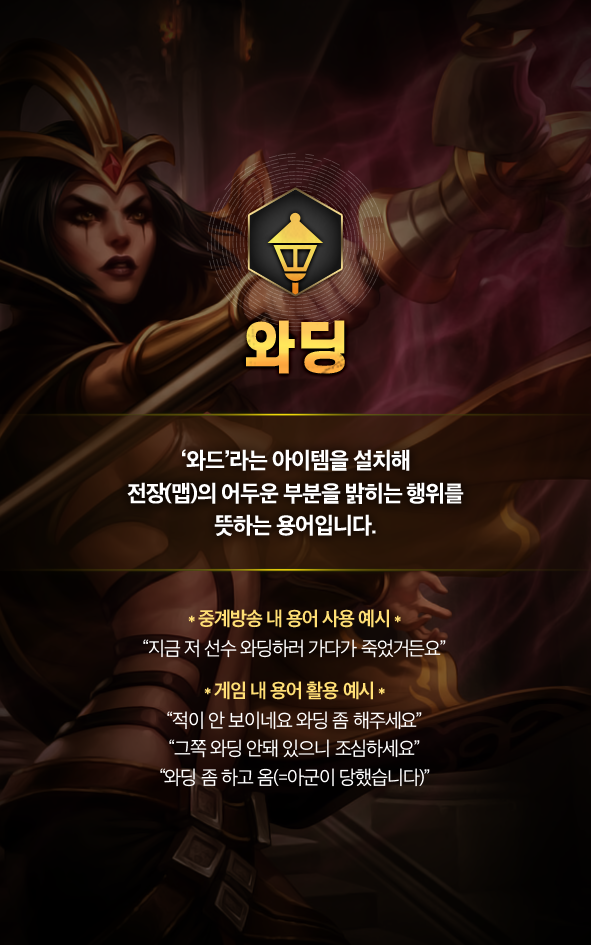 와딩
‘와드’라는 아이템을 설치해
전장(맵)의 어두운 부분을 밝히는 행위를
뜻하는 용어입니다.
* 중계방송 내 용어 사용 예시 *
“지금 저 선수 와딩하러 가다가 죽었거든요”
* 게임 내 용어 활용 예시 *
“적이 안 보이네요 와딩 좀 해주세요”
“그쪽 와딩 안돼 있으니 조심하세요”
“와딩 좀 하고 옴(=아군이 당했습니다)”